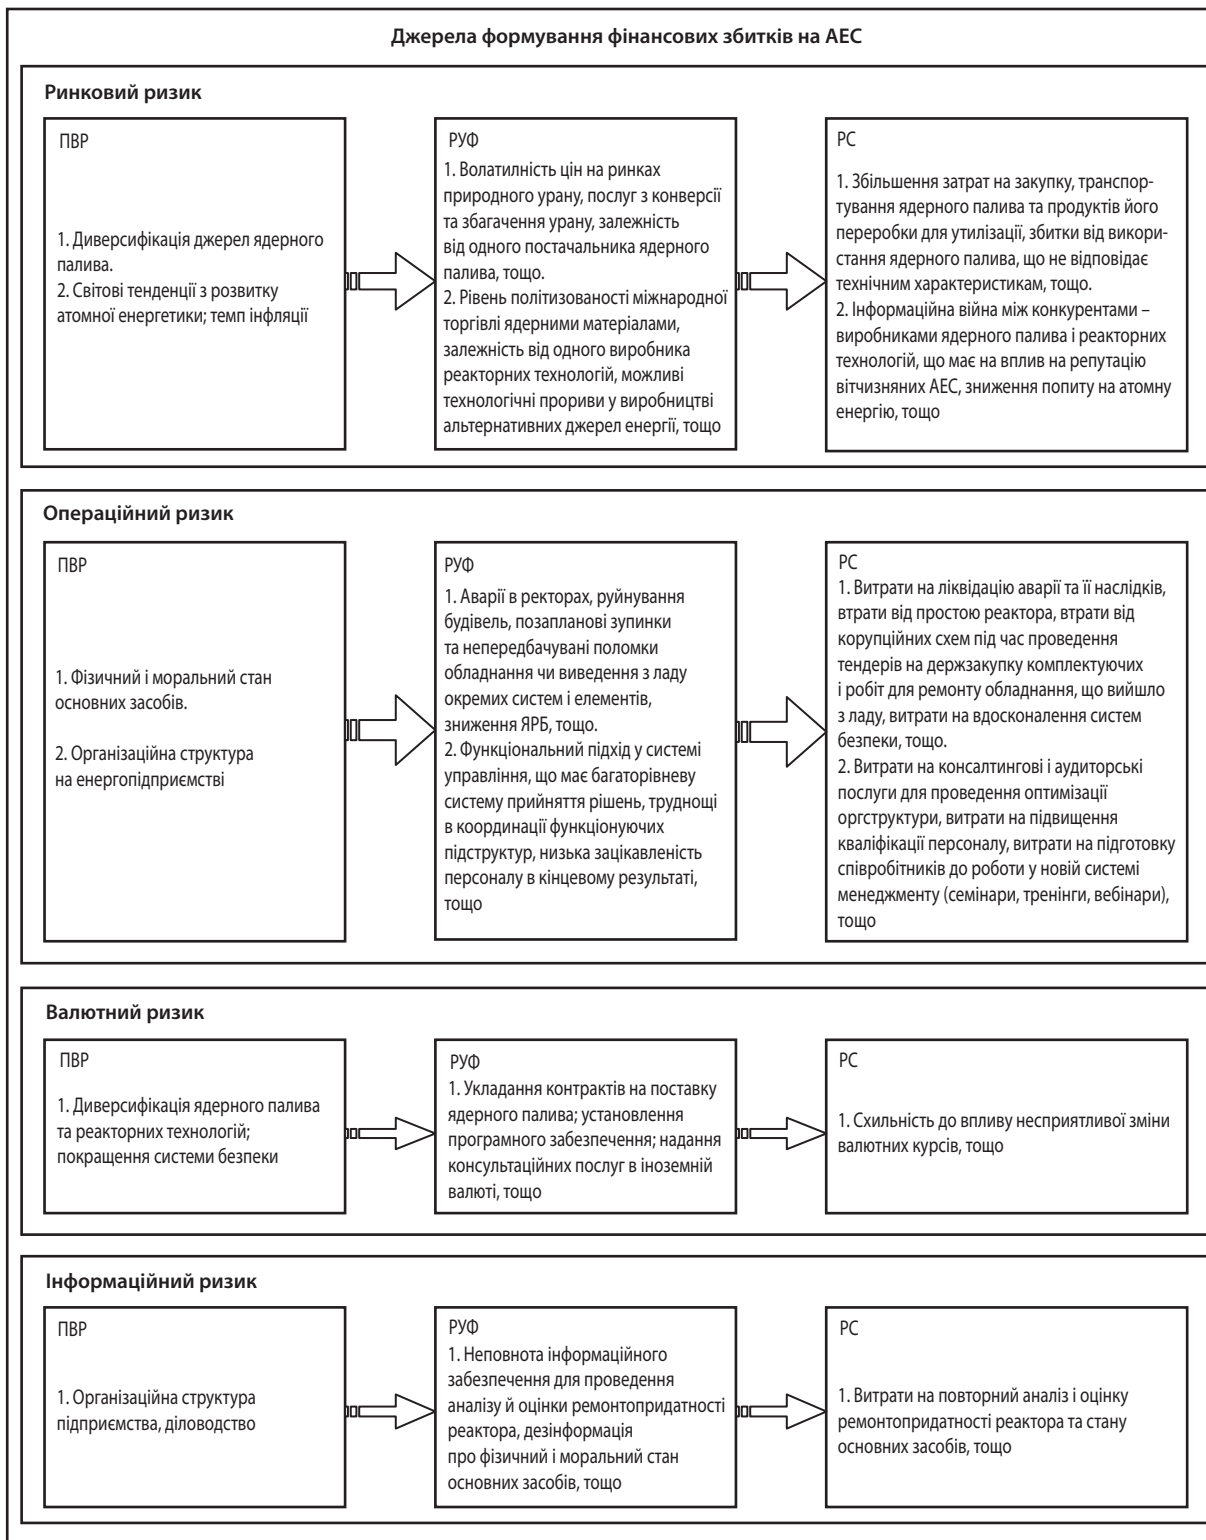 Джерела формування фінансових збитків на АЕС
Ринковий ризик
ПВР
1. Диверсифікація джерел ядерного
палива.
2. Світові тенденції з розвитку
атомної енергетики; темп інфляції
РУФ
1. Волатилність цін на ринках
природного урану, послуг з конверсії
та збагачення урану, залежність
від одного постачальника ядерного
палива, тощо.
2. Рівень політизованості міжнародної
торгівлі ядерними матеріалами,
залежність від одного виробника
реакторних технологій, можливі
технологічні прориви у виробництві
альтернативних джерел енергії, тощо
РС
1. Збільшення затрат на закупку, транспор-
тування ядерного палива та продуктів його
переробки для утилізації, збитки від викори-
стання ядерного палива, що не відповідає
технічним характеристикам, тощо.
2. Інформаційна війна між конкурентами –
виробниками ядерного палива і реакторних
технологій, що має на вплив на репутацію
вітчизняних АЕС, зниження попиту на атомну
енергію, тощо
Операційний ризик
ПВР
1. Фізичний і моральний стан
основних засобів.
2. Організаційна структура
на енергопідприємстві
РУФ
1. Аварії в ректорах, руйнування
будівель, позапланові зупинки
та непередбачувані поломки
обладнання чи виведення з ладу
окремих систем і елементів,
зниження ЯРБ, тощо.
2. Функціональний підхід у системі
управління, що має багаторівневу
систему прийняття рішень, труднощі
в координації функціонуючих
підструктур, низька зацікавленість
персоналу в кінцевому результаті,
тощо
РС
1. Витрати на ліквідацію аварії та її наслідків,
втрати від простою реактора, втрати від
корупційних схем під час проведення
тендерів на держзакупку комплектуючих
і робіт для ремонту обладнання, що вийшло
з ладу, витрати на вдосконалення систем
безпеки, тощо.
2. Витрати на консалтингові і аудиторські
послуги для проведення оптимізації
оргструктури, витрати на підвищення
кваліфікації персоналу, витрати на підготовку
співробітників до роботи у новій системі
менеджменту (семінари, тренінги, вебінари),
тощо
Валютний ризик
ПВР
1. Диверсифікація ядерного палива
та реакторних технологій;
покращення системи безпеки
РУФ
1. Укладання контрактів на поставку
ядерного палива; установлення
програмного забезпечення; надання
консультаційних послуг в іноземній
валюті, тощо
РС
1. Схильність до впливу несприятливої зміни
валютних курсів, тощо
Інформаційний ризик
ПВР
1. Організаційна структура
підприємства, діловодство
РУФ
1. Неповнота інформаційного
забезпечення для проведення
аналізу й оцінки ремонтопридатності
реактора, дезінформація
про фізичний і моральний стан
основних засобів, тощо
РС
1. Витрати на повторний аналіз і оцінку
ремонтопридатності реактора та стану
основних засобів, тощо